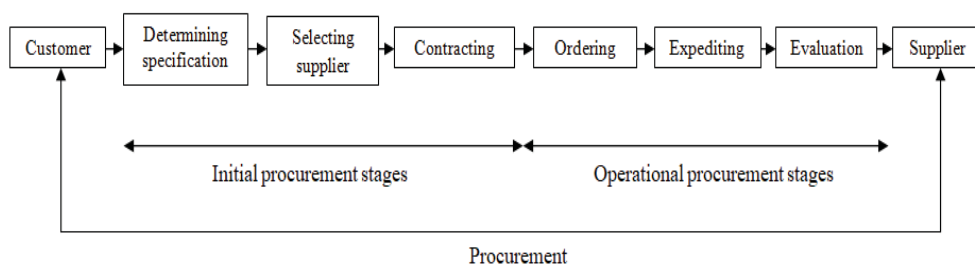 Customer
Determining
specification
Selecting
supplier
Contracting
Ordering
Expediting
Evaluation
Supplier
Initial procurement stages
Operational procurement stages
Procurement